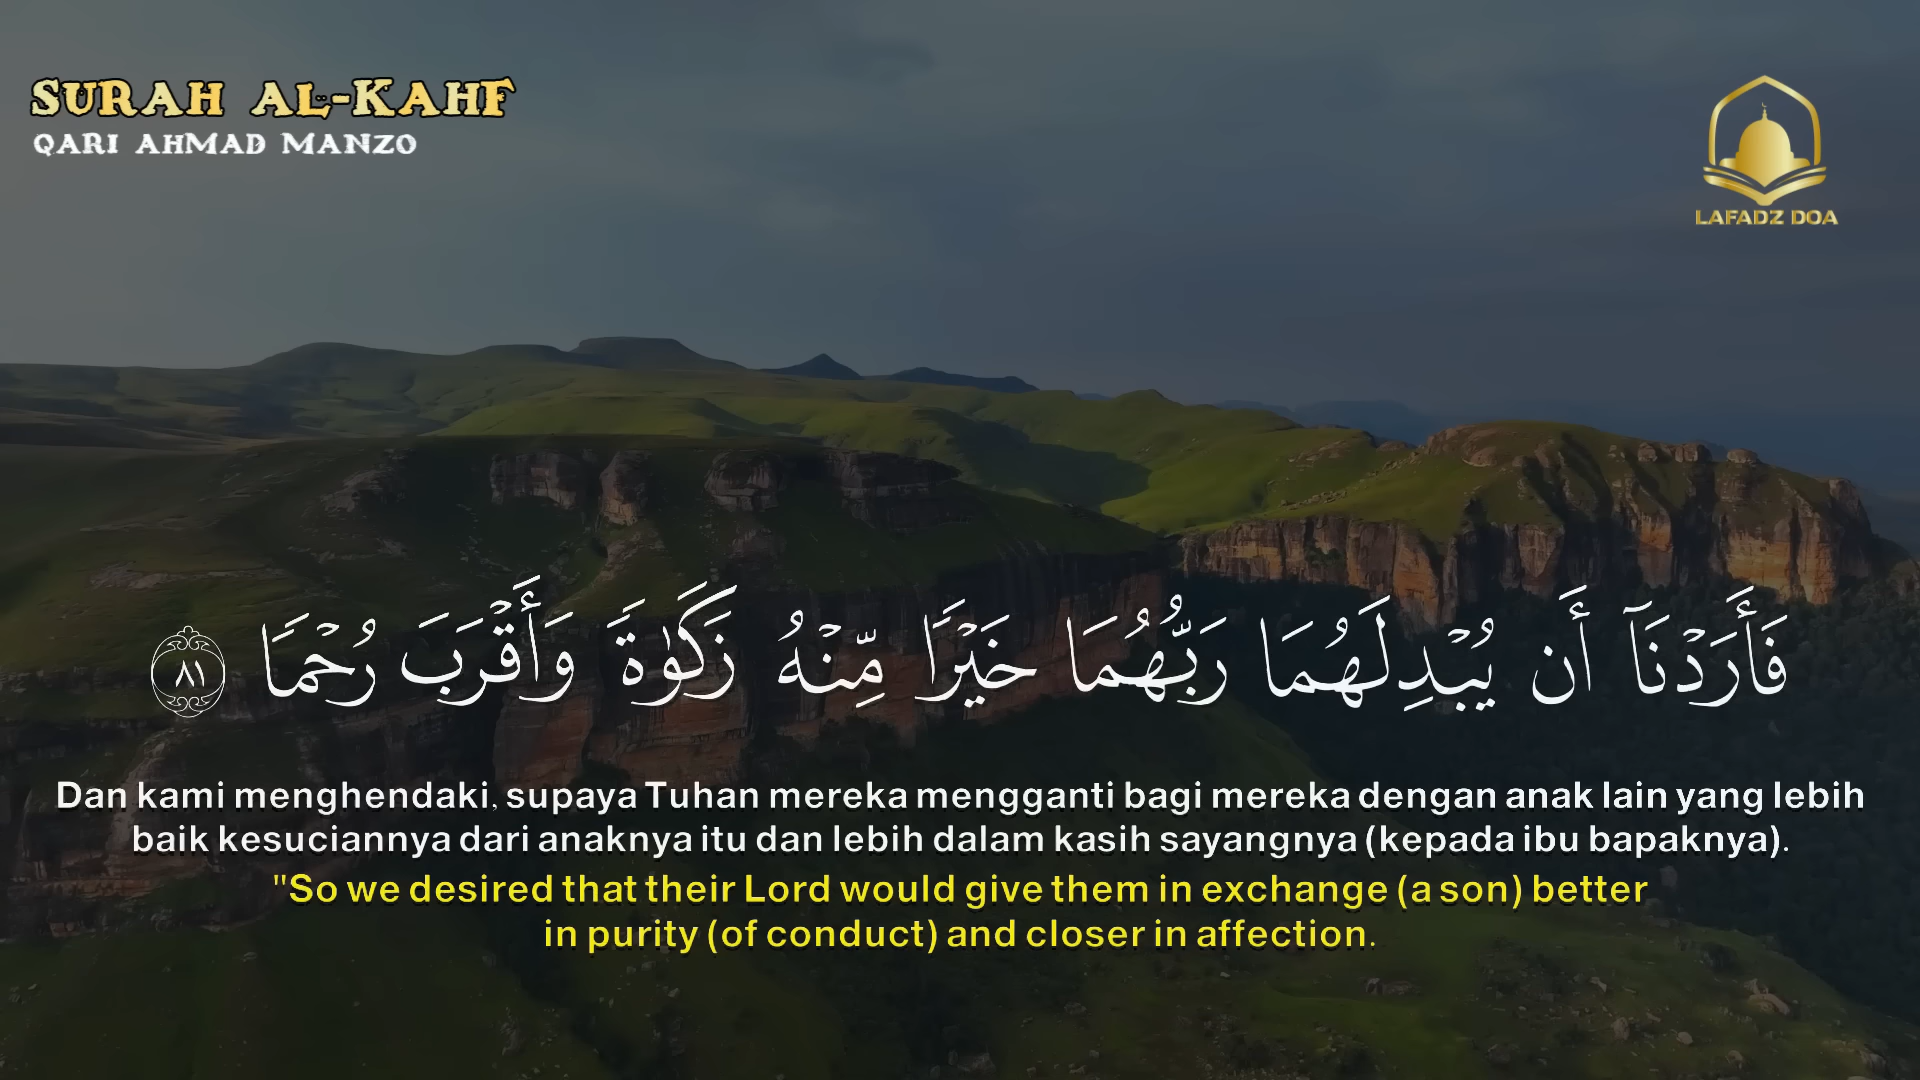 SURAH AL-KAHF
QARI AHMAD MANZO
LAFADZ DOA
فَأَرَدْنَآ أَن يُبْدِلَهُمَا رَبُّهُمَا خَيْرًا مِّنْهُ زَكَوٰةً وَأَقْرَبَ رُحْمًا ٨١
Dan kami menghendaki, supaya Tuhan mereka mengganti bagi mereka dengan anak lain yang lebih
baik kesuciannya dari anaknya itu dan lebih dalam kasih sayangnya (kepada ibu bapaknya).
"So we desired that their Lord would give them in exchange (a son) better
in purity (of conduct) and closer in affection.